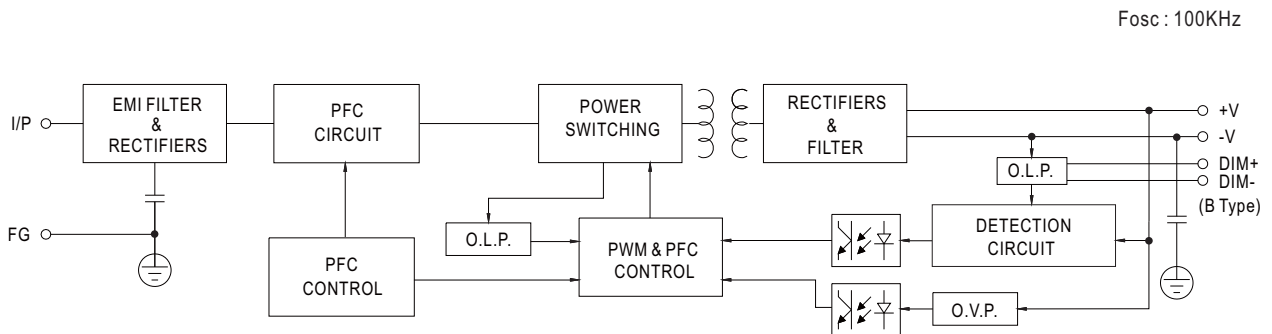 Fosc : 100KHz
I/P
EMI FILTER
&
RECTIFIERS
PFC
CIRCUIT
POWER
SWITCHING
RECTIFIERS
&
FILTER
+V
-V
DIM+
DIM-
(B Type)
O.L.P.
FG
O.L.P.
PFC
CONTROL
PWM & PFC
CONTROL
DETECTION
CIRCUIT
O.V.P.